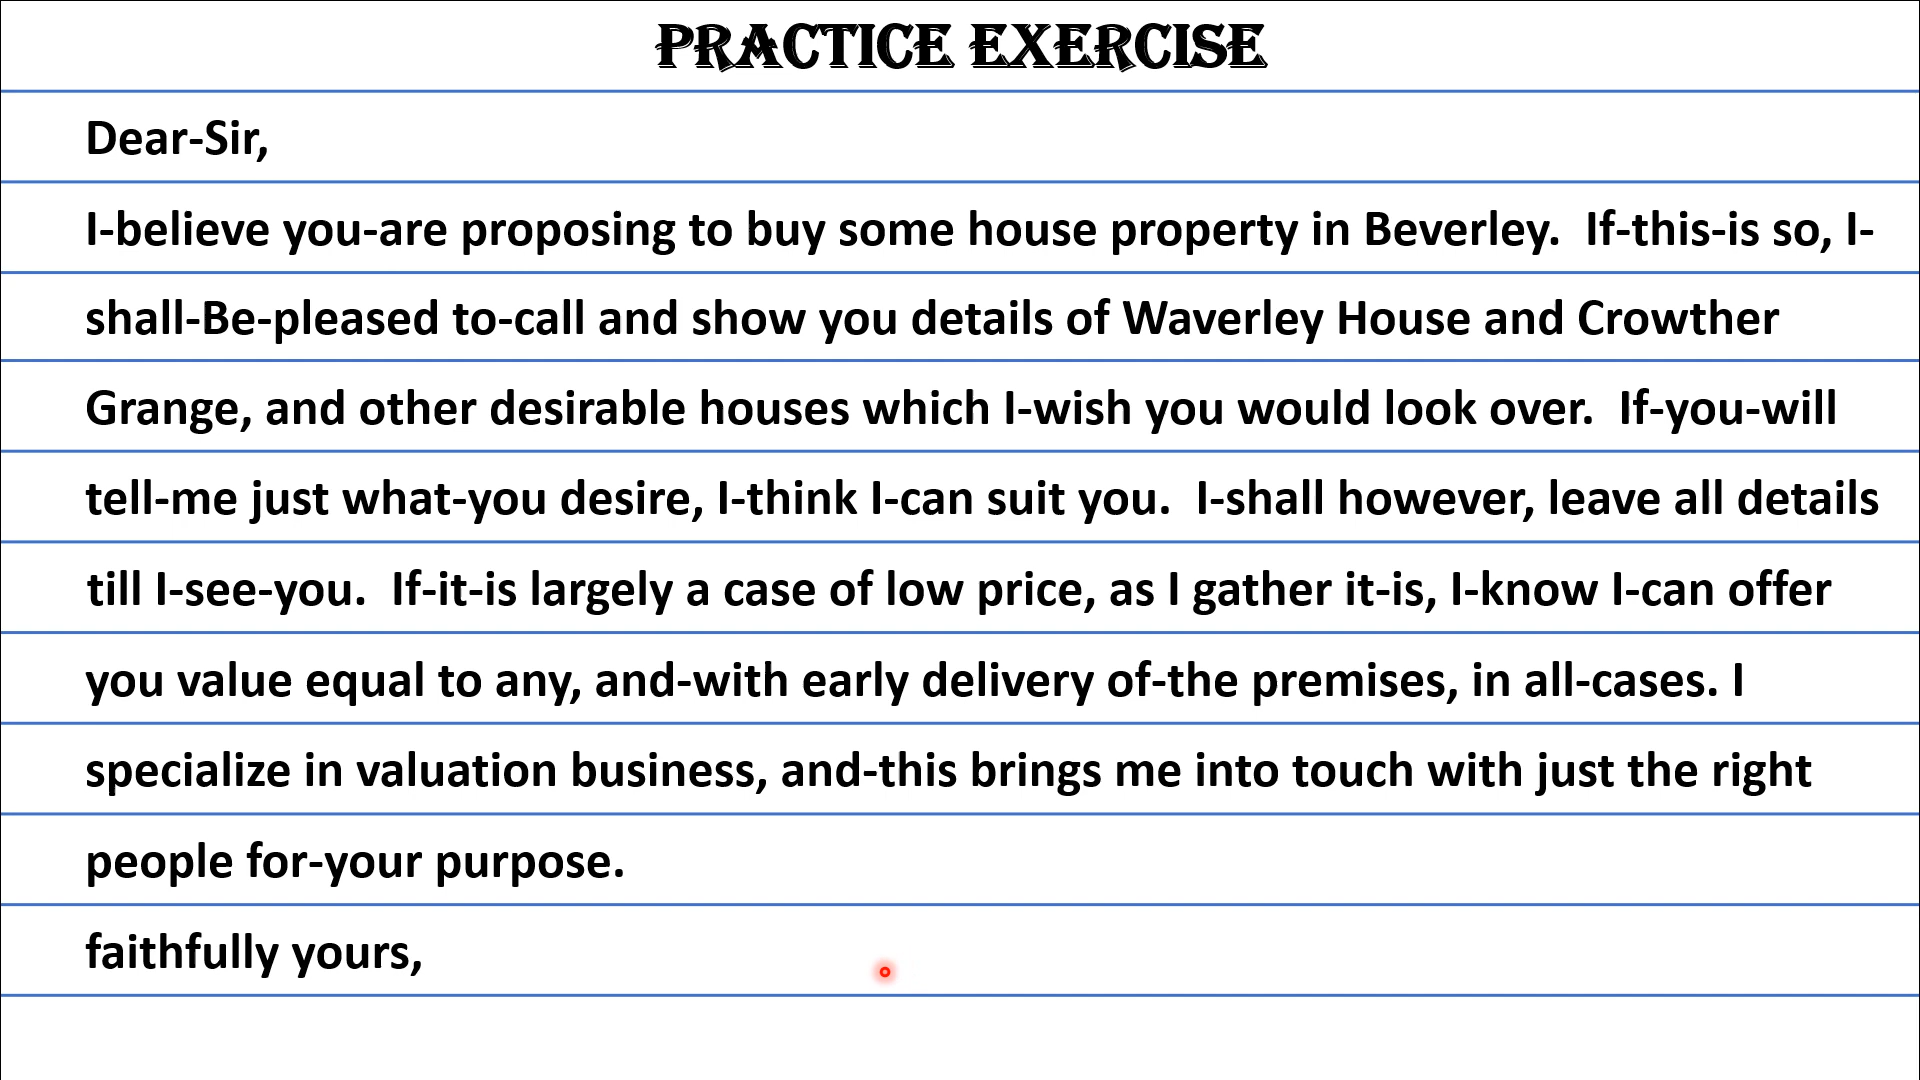 PRACTICE EXERCISE
Dear-Sir,
I-believe you-are proposing to buy some house property in Beverley.  If-this-is so, I-
shall-Be-pleased to-call and show you details of Waverley House and Crowther
Grange, and other desirable houses which I-wish you would look over.  If-you-will
tell-me just what-you desire, I-think I-can suit you.  I-shall however, leave all details
till I-see-you.  If-it-is largely a case of low price, as I gather it-is, I-know I-can offer
you value equal to any, and-with early delivery of-the premises, in all-cases. I
specialize in valuation business, and-this brings me into touch with just the right
people for-your purpose.
faithfully yours,